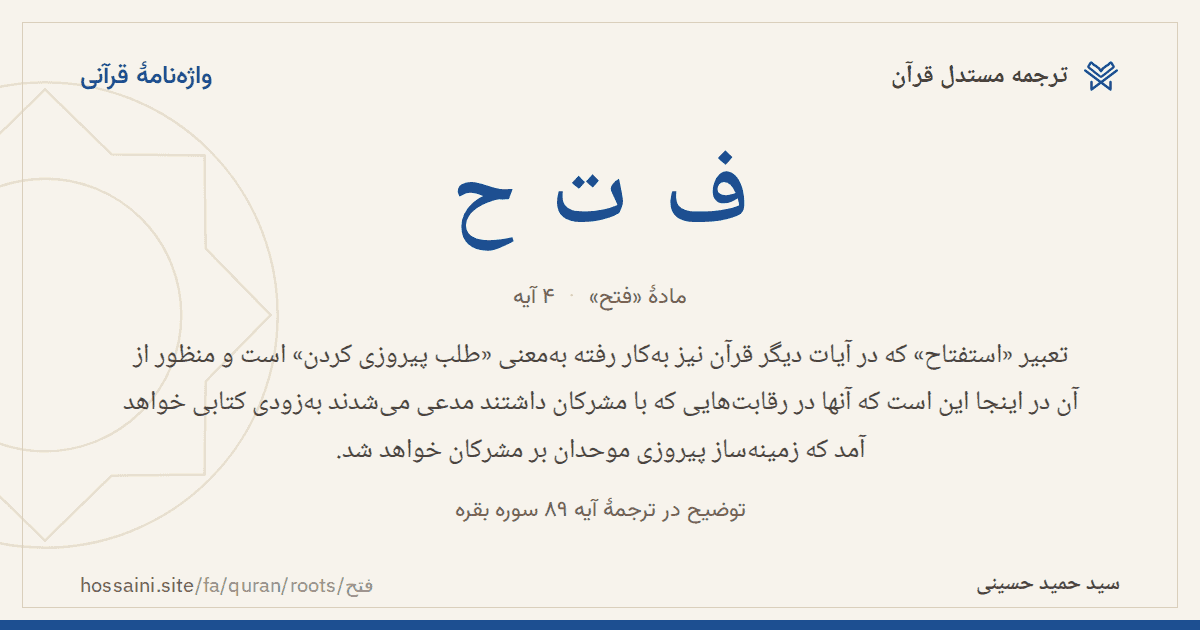 ترجمه مستدل قرآن
واژه‌نامهٔ قرآنی
ف ت ح
مادهٔ «فتح» · ۴ آیه
تعبیر «استفتاح» که در آیات دیگر قرآن نیز به‌کار رفته به‌معنی «طلب پیروزی کردن» است و منظور از
آن در اینجا این است که آنها در رقابت‌هایی که با مشرکان داشتند مدعی می‌شدند به‌زودی کتابی خواهد
آمد که زمینه‌ساز پیروزی موحدان بر مشرکان خواهد شد.
توضیح در ترجمهٔ آیه ۸۹ سوره بقره
سید حمید حسینی
hossaini.site/fa/quran/roots/فتح